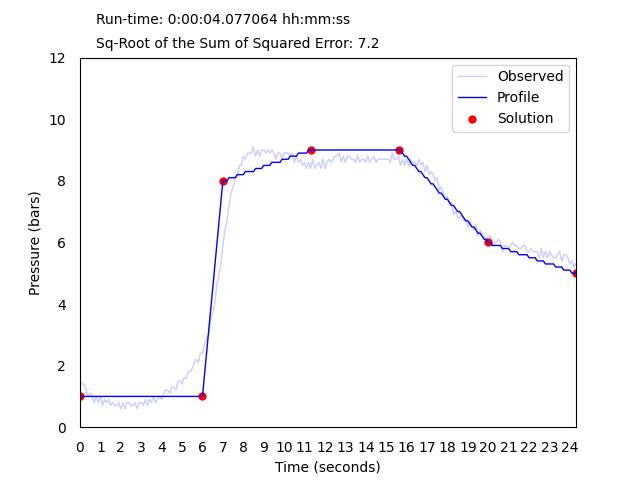 Run-time: 0:00:04.077064 hh:mm:ss
Sq-Root of the Sum of Squared Error: 7.2
12
10
8
6
4
2
0
Pressure (bars)
Observed
Profile
Solution
0 1 2 3 4 5 6 7 8 9 10 11 12 13 14 15 16 17 18 19 20 21 22 23 24
Time (seconds)